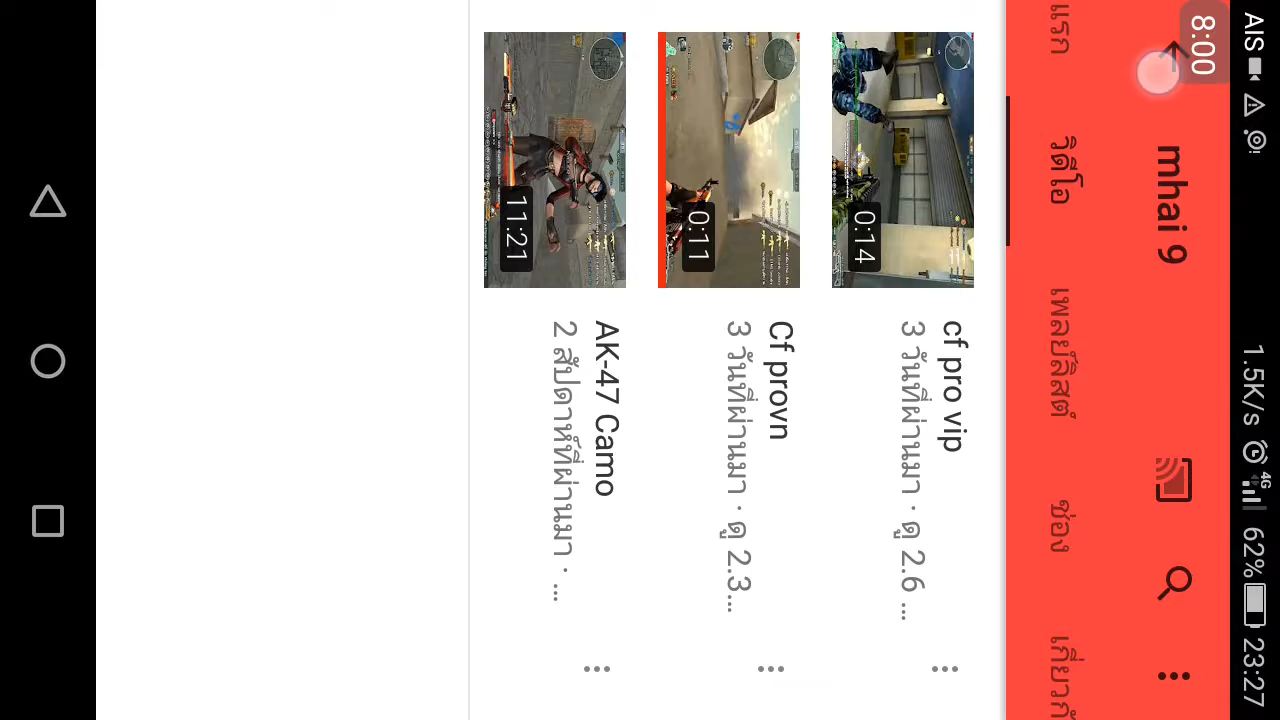 AIS 1.5K/s 4G 62% 23:27
8:00
mhai 9
แรก วิดีโอ เพลย์ลิสต์ ช่อง เกี่ยวกั
0:14
cf pro vip
3 วันที่ผ่านมา · ดู 2.6 ...
0:11
Cf provn
3 วันที่ผ่านมา · ดู 2.3...
11:21
AK-47 Camo
2 สัปดาห์ที่ผ่านมา · ...